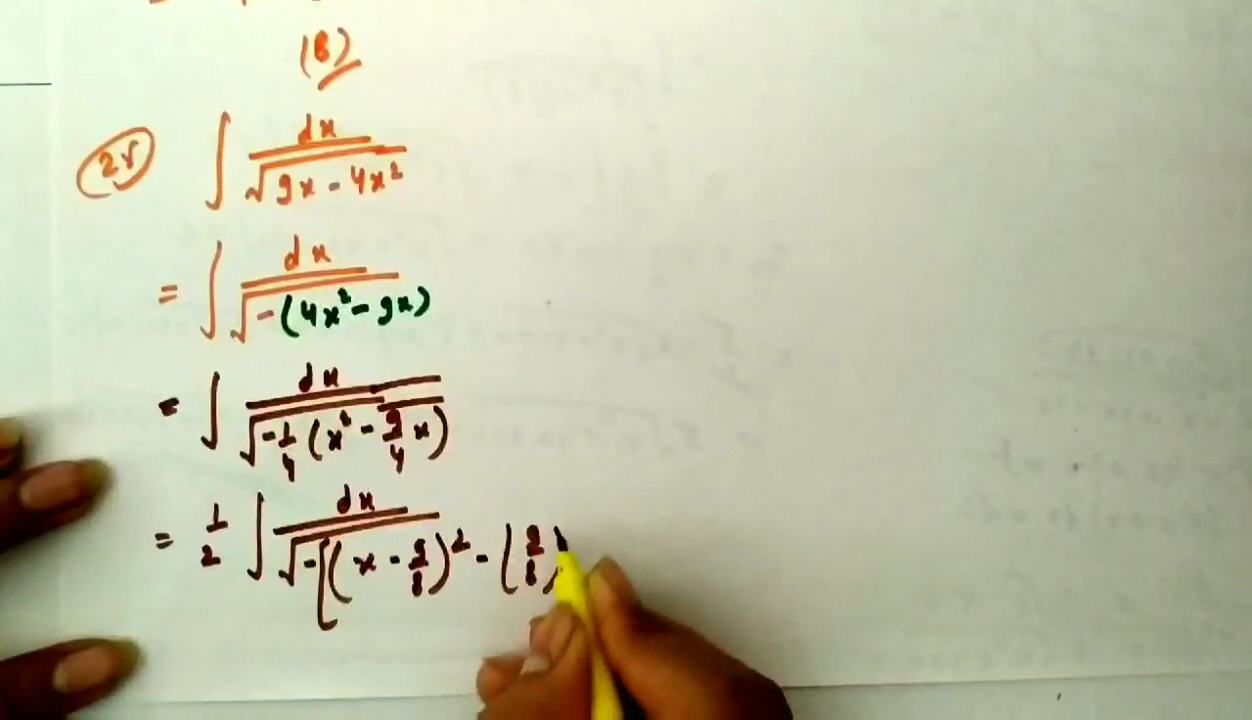 (B)
25 ∫ dx / √(9x - 4x²)
= ∫ dx / √(-(4x² - 9x))
= ∫ dx / √(-1/4 (x² - 9/4 x))
= 1/2 ∫ dx / √(-[(x - 9/8)² - (9/8)